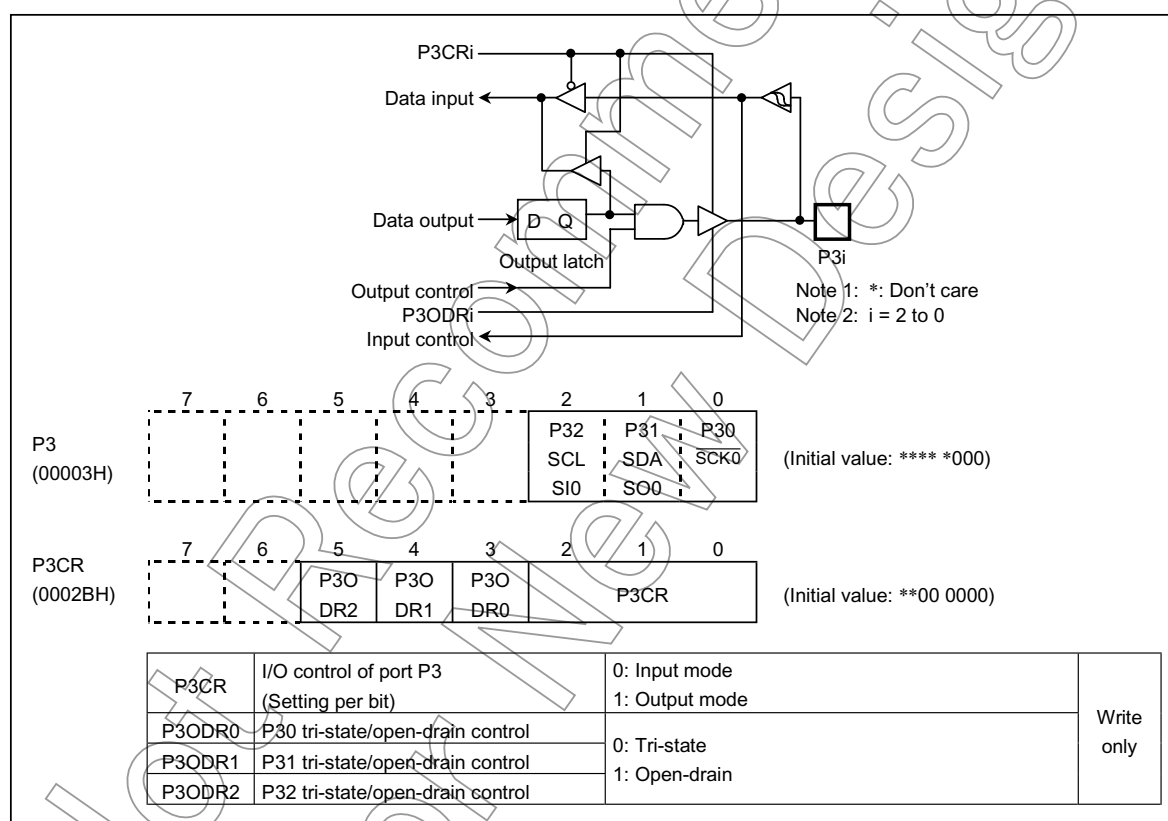 P3CRi
Data input
Data output
D Q
Output latch
Output control
P3ODRi
Input control
P3i
Note 1: *: Don't care
Note 2: i = 2 to 0
7 6 5 4 3 2 1 0
P3
(00003H)
P32 P31 P30
SCL SDA SCK0
SI0 SO0
(Initial value: **** *000)
7 6 5 4 3 2 1 0
P3CR
(0002BH)
P3O P3O P3O P3CR
DR2 DR1 DR0
(Initial value: **00 0000)
P3CR I/O control of port P3 0: Input mode
(Setting per bit) 1: Output mode
P3ODR0 P30 tri-state/open-drain control
P3ODR1 P31 tri-state/open-drain control
P3ODR2 P32 tri-state/open-drain control
0: Tri-state
1: Open-drain
Write
only
Not Recomme
or New Desig